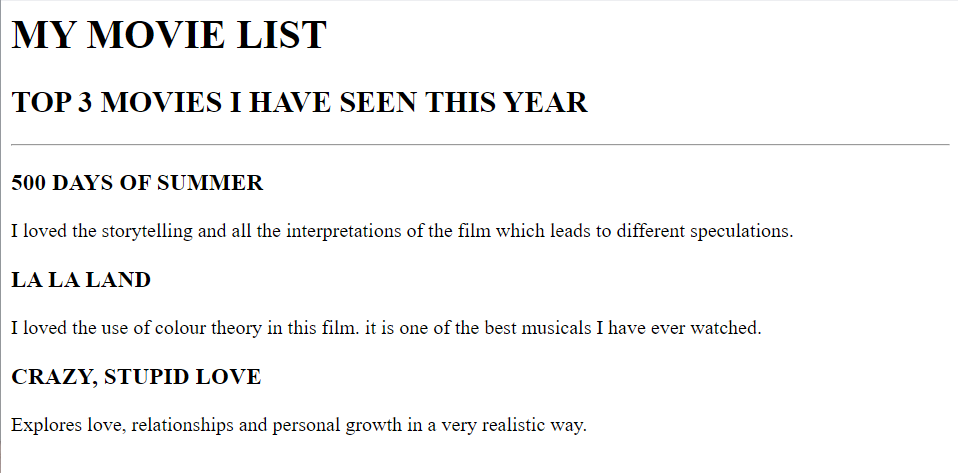 MY MOVIE LIST
TOP 3 MOVIES I HAVE SEEN THIS YEAR
500 DAYS OF SUMMER
I loved the storytelling and all the interpretations of the film which leads to different speculations.
LA LA LAND
I loved the use of colour theory in this film. it is one of the best musicals I have ever watched.
CRAZY, STUPID LOVE
Explores love, relationships and personal growth in a very realistic way.